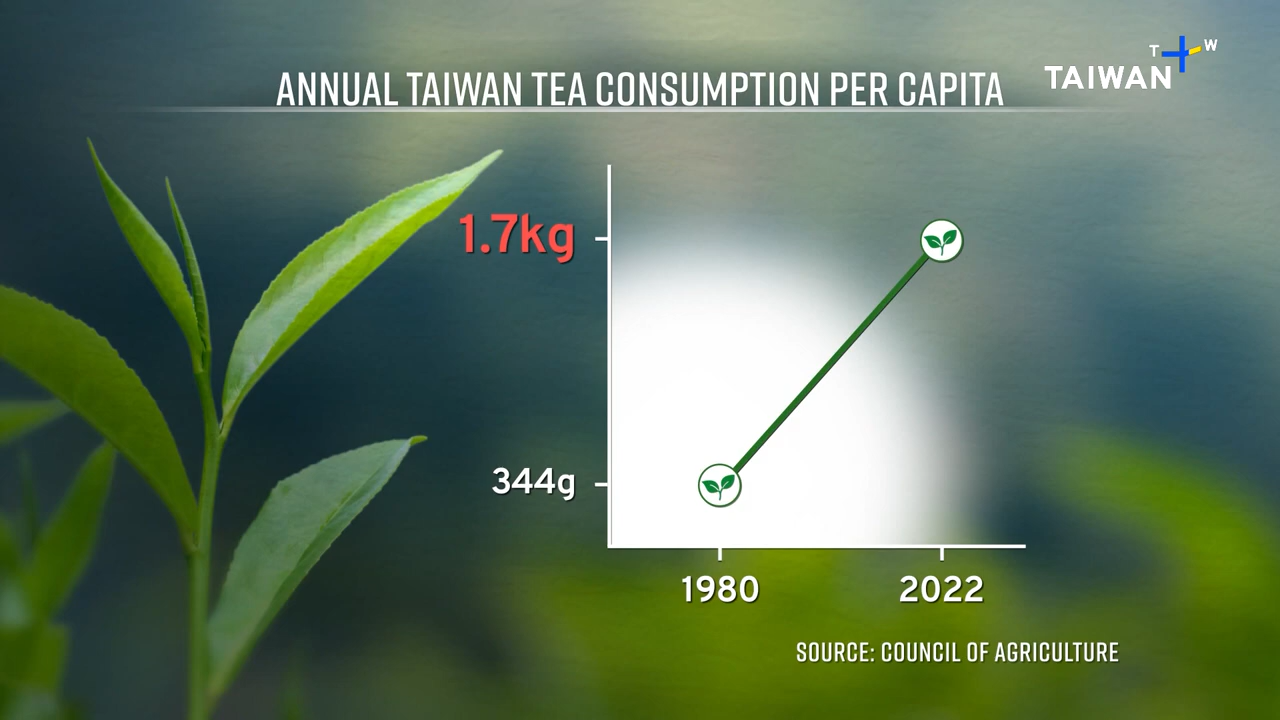 ANNUAL TAIWAN TEA CONSUMPTION PER CAPITA
T W
TAIWAN
1.7kg
344g
1980 2022
SOURCE: COUNCIL OF AGRICULTURE